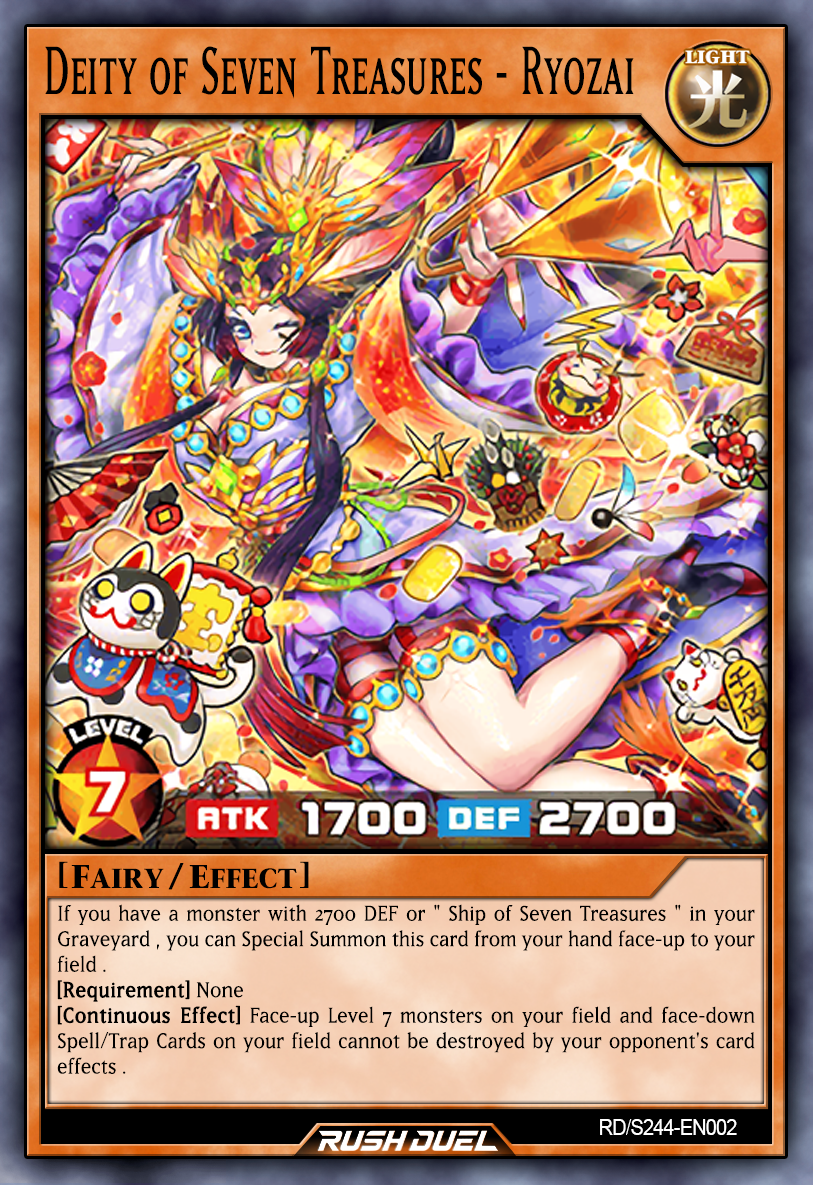 DEITY OF SEVEN TREASURES - RYOZAI
LIGHT
光
LEVEL
7
ATK 1700 DEF 2700
[FAIRY / EFFECT]
If you have a monster with 2700 DEF or " Ship of Seven Treasures " in your
Graveyard , you can Special Summon this card from your hand face-up to your
field .
[Requirement] None
[Continuous Effect] Face-up Level 7 monsters on your field and face-down
Spell/Trap Cards on your field cannot be destroyed by your opponent's card
effects .
RD/S244-EN002
RUSH DUEL